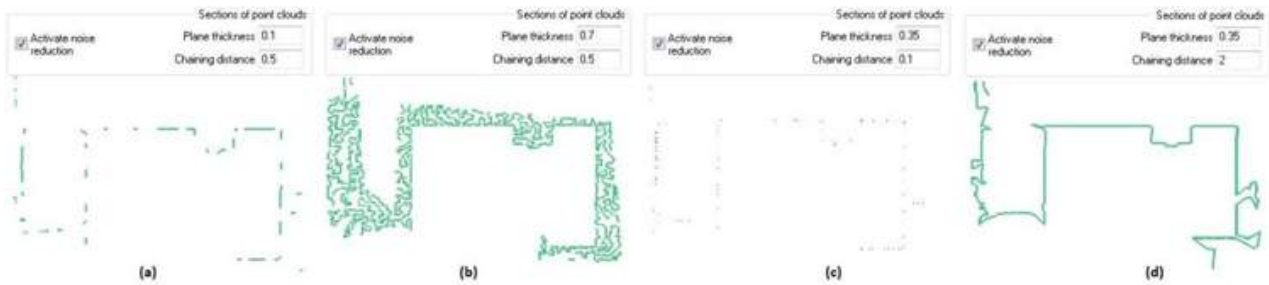 Sections of point clouds
Activate noise reduction
Plane thickness 0.1
Chaining distance 0.5
(a)
Sections of point clouds
Activate noise reduction
Plane thickness 0.7
Chaining distance 0.5
(b)
Sections of point clouds
Activate noise reduction
Plane thickness 0.35
Chaining distance 0.1
(c)
Sections of point clouds
Activate noise reduction
Plane thickness 0.35
Chaining distance 2
(d)